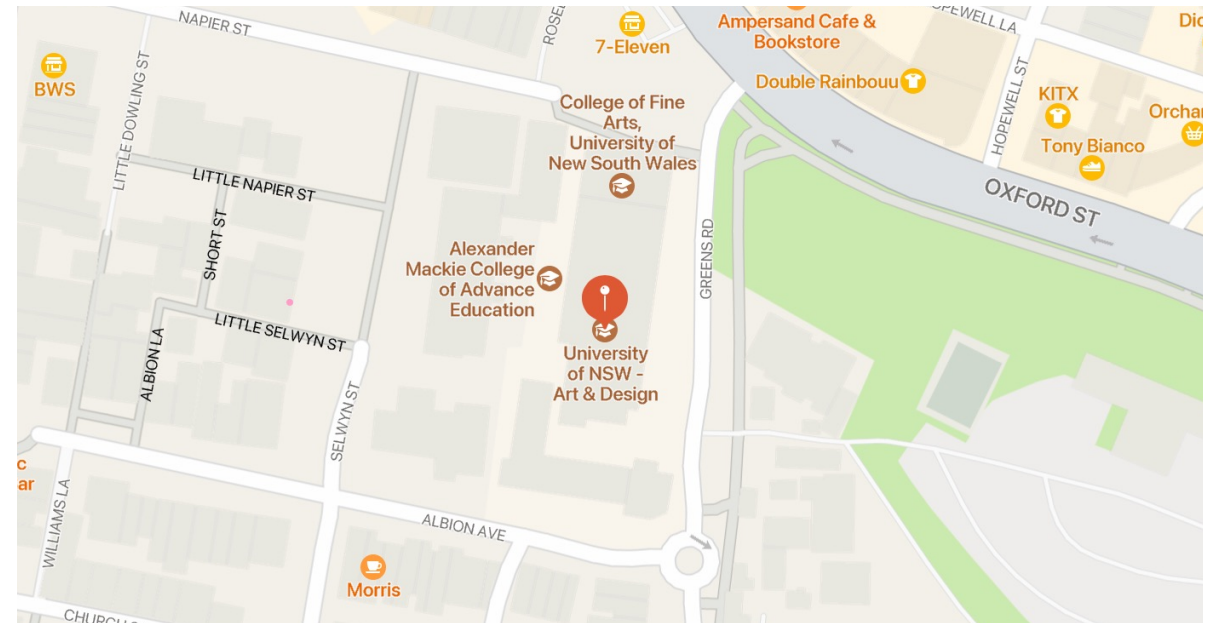 NAPIER ST
7-Eleven
Ampersand Cafe &
Bookstore
BWS
LITTLE DOWLING ST
Double Rainbouu
HOPEWELL ST
KITX
Tony Bianco
College of Fine
Arts,
University of
New South Wales
OXFORD ST
LITTLE NAPIER ST
SHORT ST
Alexander
Mackie College
of Advance
Education
GREENS RD
LITTLE SELWYN ST
ALBION LA
University
of NSW -
Art & Design
SELWYN ST
WILLIAMS LA
ALBION AVE
Morris